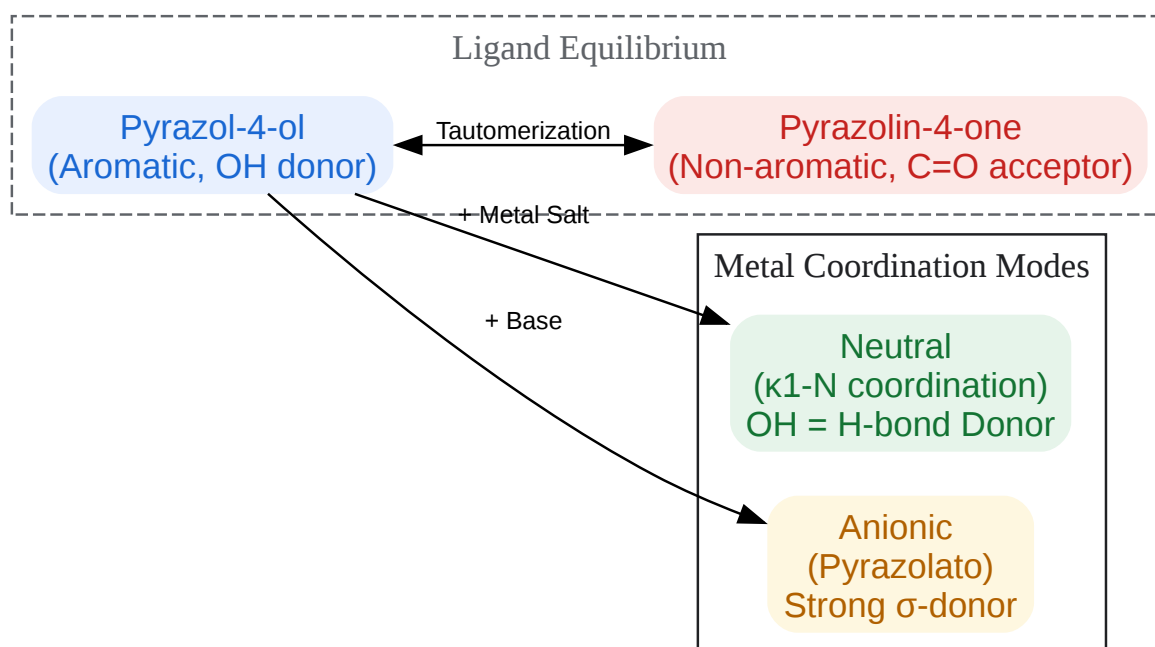 Ligand Equilibrium
Pyrazol-4-ol
(Aromatic, OH donor)
Tautomerization
Pyrazolin-4-one
(Non-aromatic, C=O acceptor)
+ Metal Salt
+ Base
Metal Coordination Modes
Neutral
(κ1-N coordination)
OH = H-bond Donor
Anionic
(Pyrazolato)
Strong σ-donor